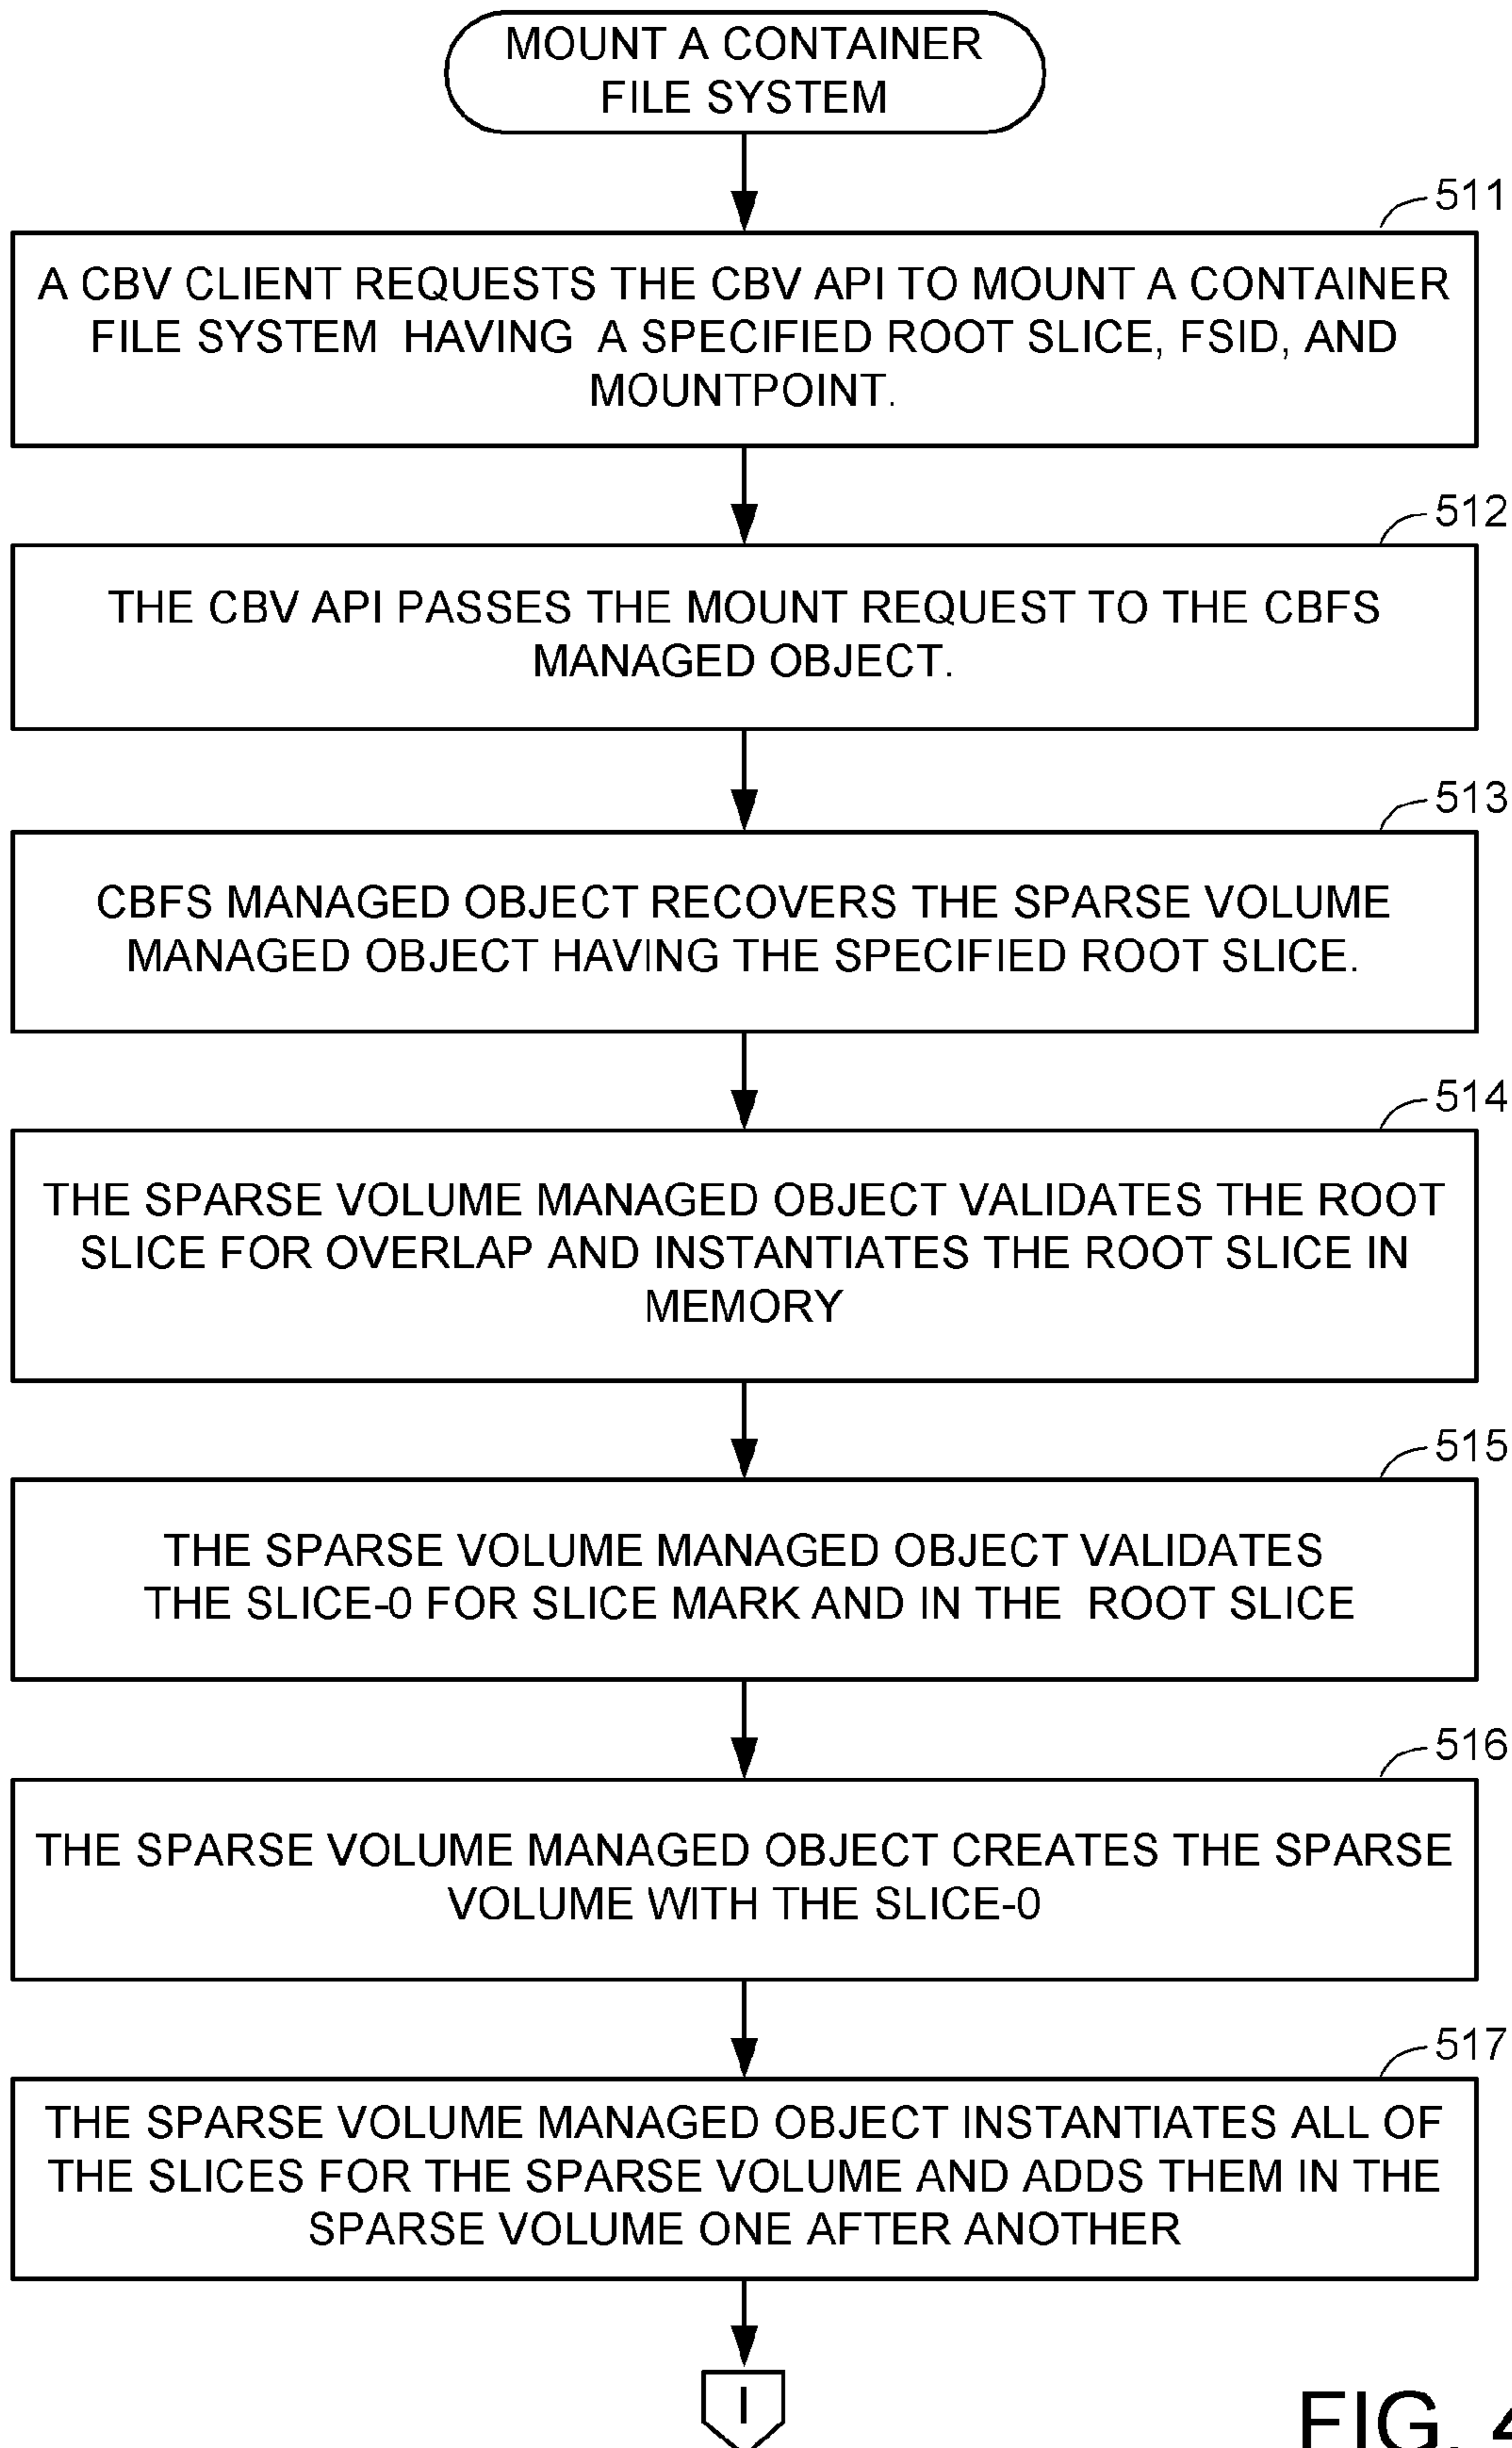 MOUNT A CONTAINER
FILE SYSTEM
511
A CBV CLIENT REQUESTS THE CBV API TO MOUNT A CONTAINER
FILE SYSTEM HAVING A SPECIFIED ROOT SLICE, FSID, AND
MOUNTPOINT.
512
THE CBV API PASSES THE MOUNT REQUEST TO THE CBFS
MANAGED OBJECT.
513
CBFS MANAGED OBJECT RECOVERS THE SPARSE VOLUME
MANAGED OBJECT HAVING THE SPECIFIED ROOT SLICE.
514
THE SPARSE VOLUME MANAGED OBJECT VALIDATES THE ROOT
SLICE FOR OVERLAP AND INSTANTIATES THE ROOT SLICE IN
MEMORY
515
THE SPARSE VOLUME MANAGED OBJECT VALIDATES
THE SLICE-0 FOR SLICE MARK AND IN THE ROOT SLICE
516
THE SPARSE VOLUME MANAGED OBJECT CREATES THE SPARSE
VOLUME WITH THE SLICE-0
517
THE SPARSE VOLUME MANAGED OBJECT INSTANTIATES ALL OF
THE SLICES FOR THE SPARSE VOLUME AND ADDS THEM IN THE
SPARSE VOLUME ONE AFTER ANOTHER
I
FIG.